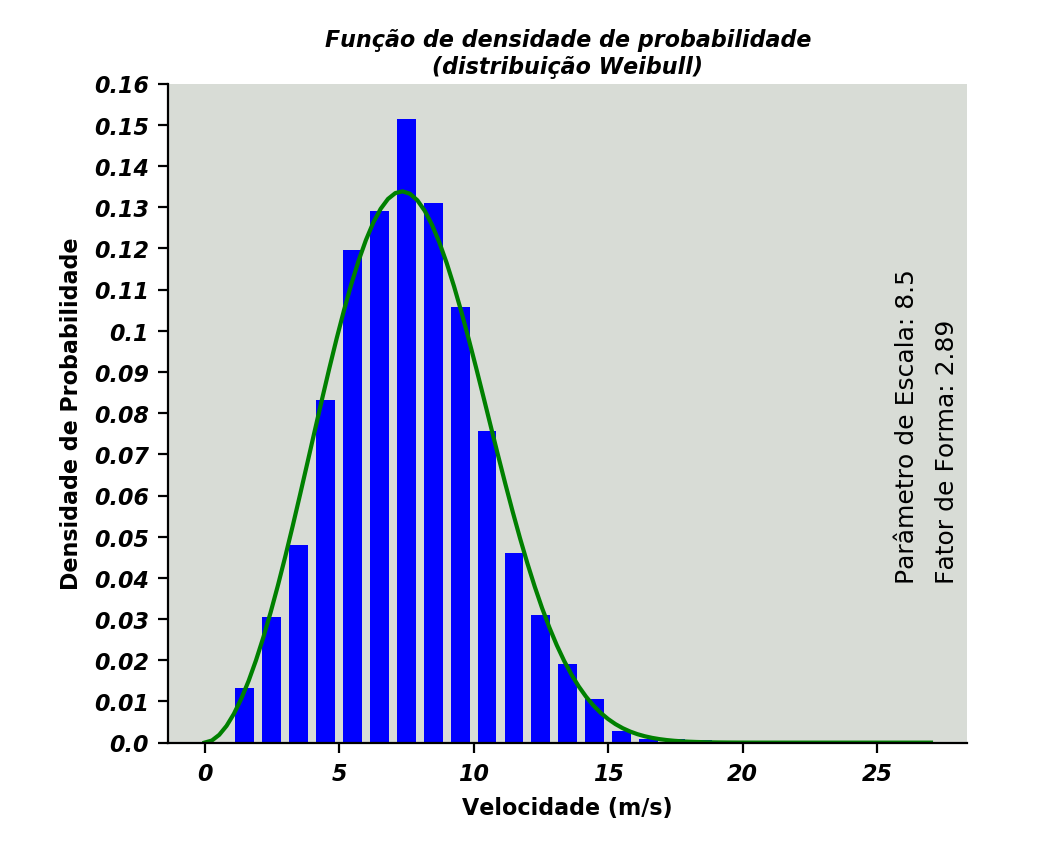 Função de densidade de probabilidade
(distribuição Weibull)
0.16
0.15
0.14
0.13
0.12
0.11
0.1
0.09
0.08
0.07
0.06
0.05
0.04
0.03
0.02
0.01
0.0
Densidade de Probabilidade
Parâmetro de Escala: 8.5
Fator de Forma: 2.89
0 5 10 15 20 25
Velocidade (m/s)